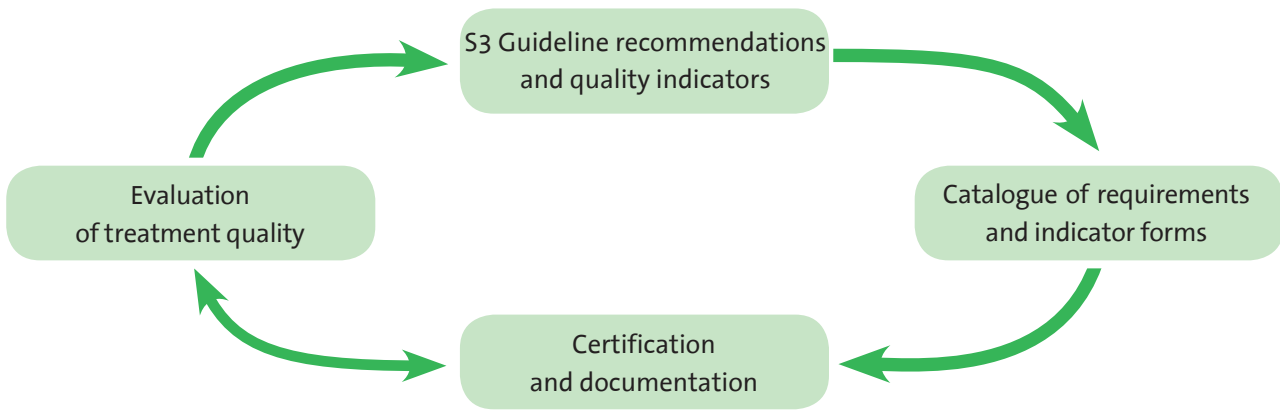 S3 Guideline recommendations
and quality indicators
Evaluation
of treatment quality
Catalogue of requirements
and indicator forms
Certification
and documentation